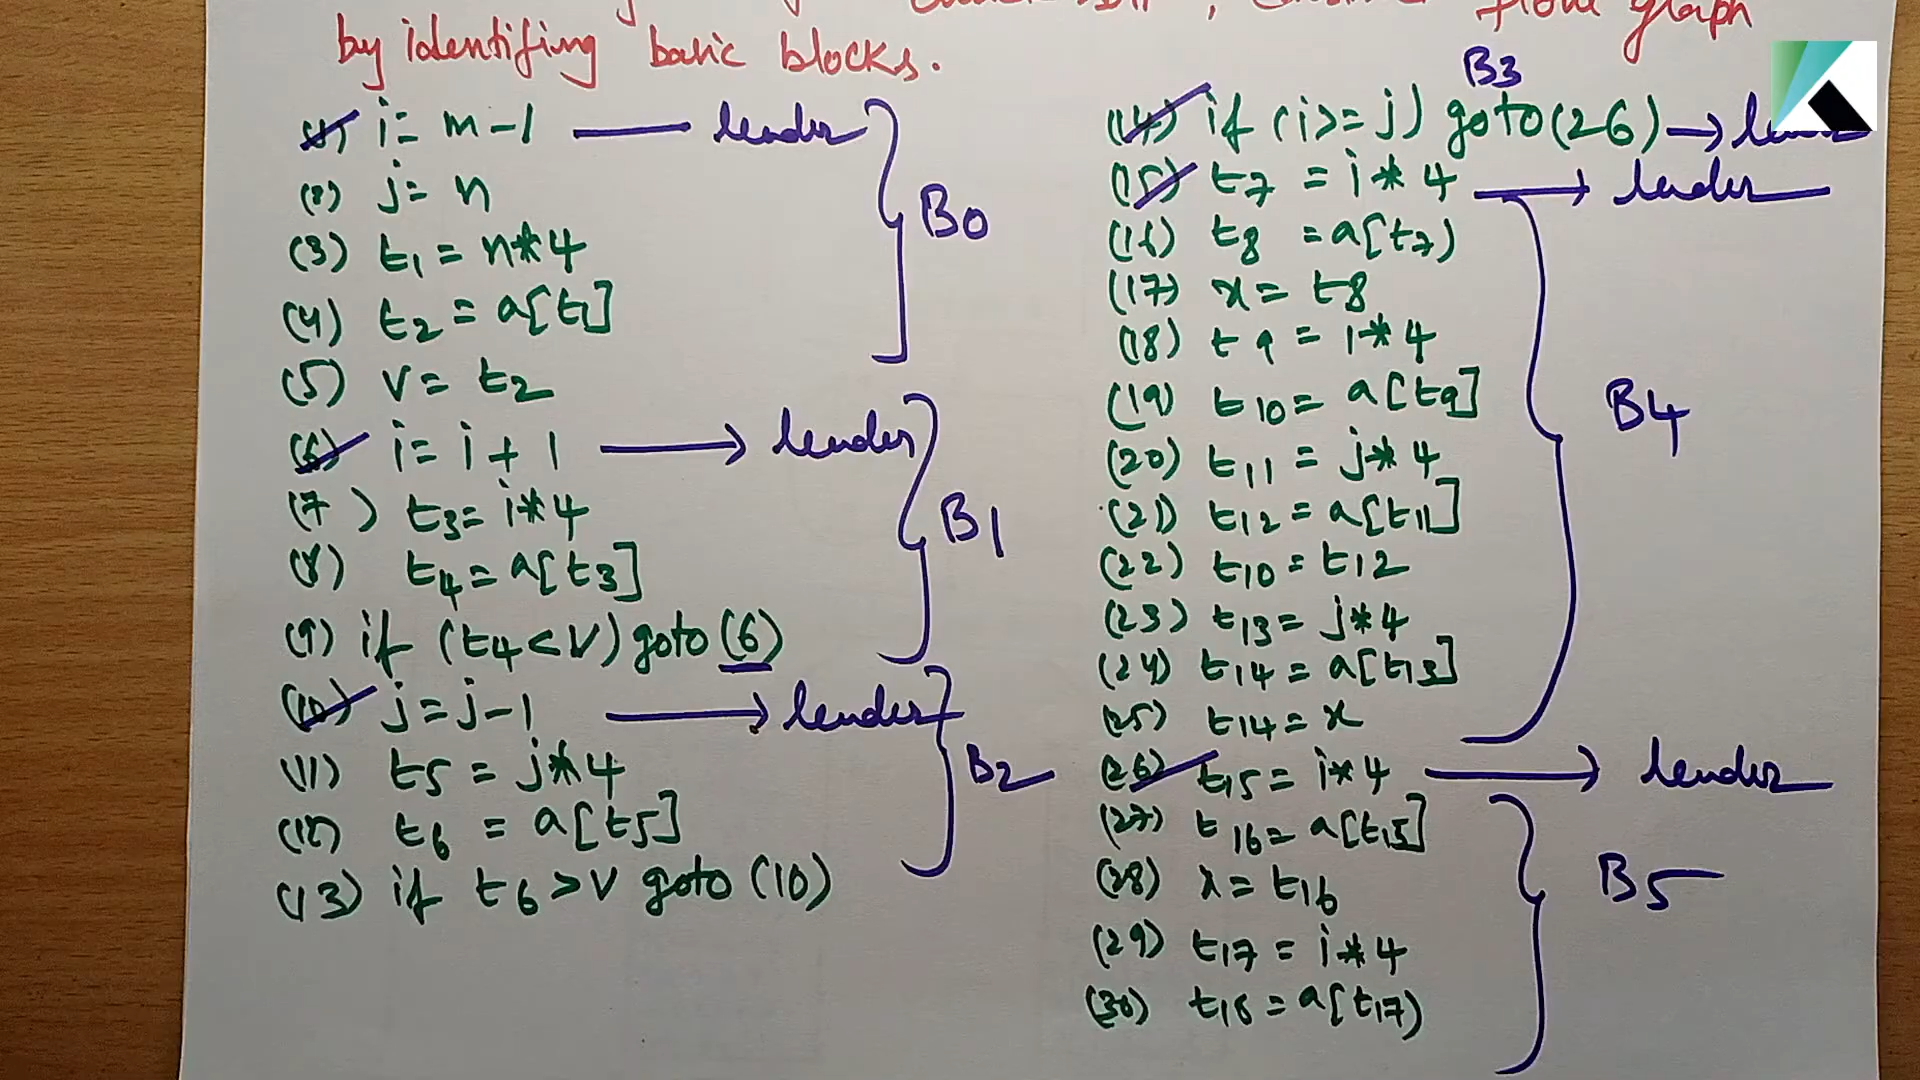 flow graph
by identifying basic blocks.
(1) i = m-1 leader
(2) j = n
(3) t1 = n*4
(4) t2 = a[t1]
(5) v = t2
B0
(6) i = i + 1 → leader
(7) t3 = i*4
(8) t4 = a[t3]
(9) if (t4 < v) goto (6)
B1
(10) j = j-1 → leader
(11) t5 = j*4
(12) t6 = a[t5]
(13) if t6 > v goto (10)
B2
B3
(14) if (i >= j) goto (26) →
(15) t7 = i * 4 → leader
(16) t8 = a[t7]
(17) x = t8
(18) t9 = i*4
(19) t10 = a[t9]
(20) t11 = j*4
(21) t12 = a[t11]
(22) t10 = t12
(23) t13 = j*4
(24) t14 = a[t13]
(25) t14 = x
B4
(26) t15 = i*4 → leader
(27) t16 = a[t15]
(28) x = t16
(29) t17 = i*4
(30) t18 = a[t17]
B5
K